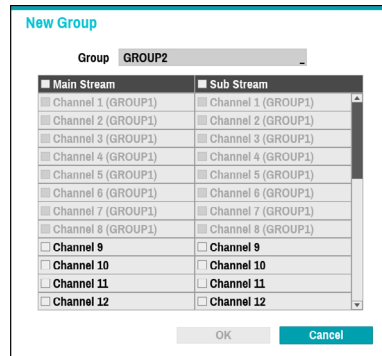 New Group
Group GROUP2
Main Stream Sub Stream
Channel 1 (GROUP1) Channel 1 (GROUP1)
Channel 2 (GROUP1) Channel 2 (GROUP1)
Channel 3 (GROUP1) Channel 3 (GROUP1)
Channel 4 (GROUP1) Channel 4 (GROUP1)
Channel 5 (GROUP1) Channel 5 (GROUP1)
Channel 6 (GROUP1) Channel 6 (GROUP1)
Channel 7 (GROUP1) Channel 7 (GROUP1)
Channel 8 (GROUP1) Channel 8 (GROUP1)
Channel 9 Channel 9
Channel 10 Channel 10
Channel 11 Channel 11
Channel 12 Channel 12
OK Cancel